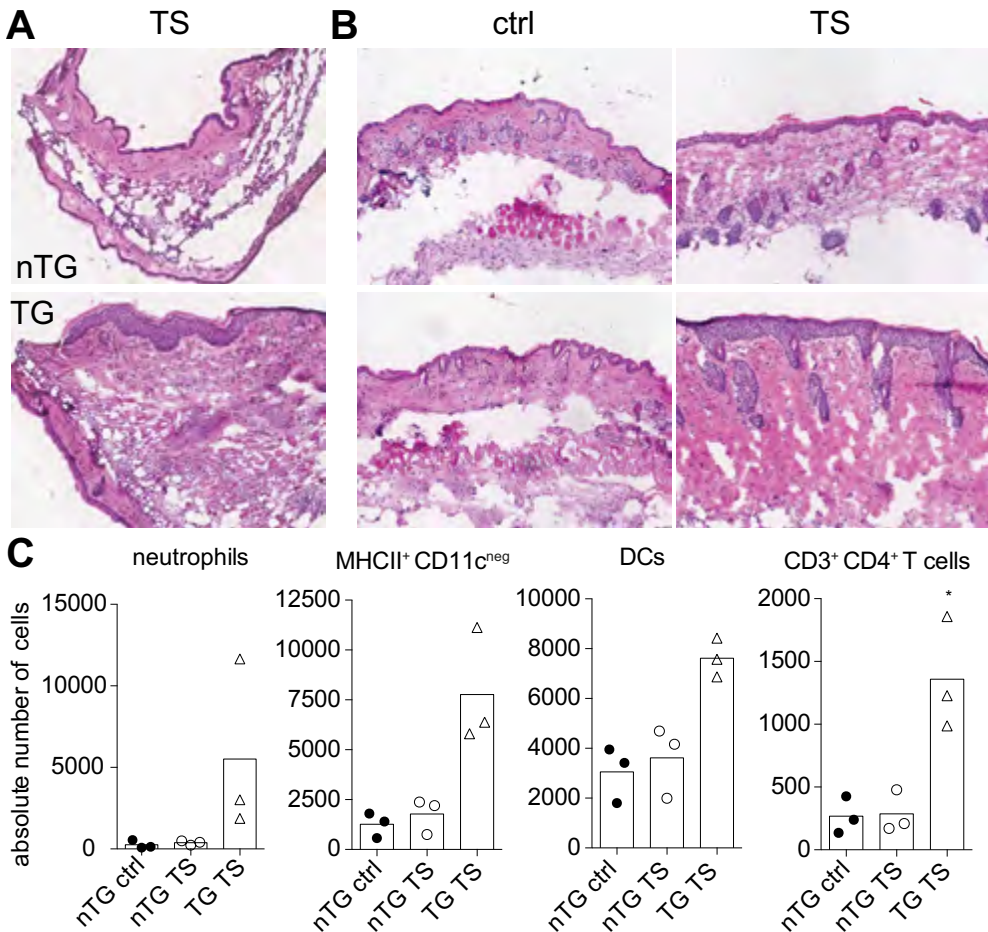 A TS B ctrl TS
nTG
TG
C neutrophils MHCII⁺ CD11cⁿᵉᵍ DCs CD3⁺ CD4⁺ T cells
absolute number of cells
15000
10000
5000
0
nTG ctrl
nTG TS
TG TS
12500
10000
7500
5000
2500
0
nTG ctrl
nTG TS
TG TS
10000
8000
6000
4000
2000
0
nTG ctrl
nTG TS
TG TS
*
2000
1500
1000
500
0
nTG ctrl
nTG TS
TG TS